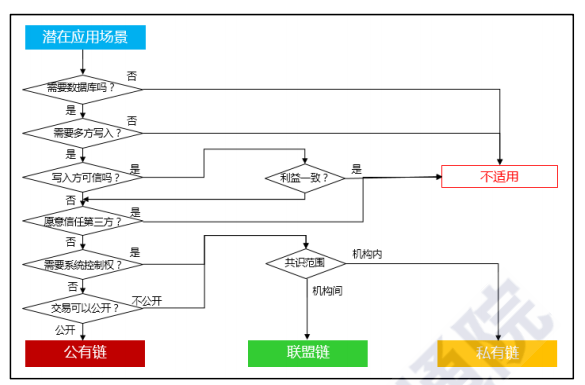 潜在应用场景
需要数据库吗？
否
是
需要多方写入？
否
是
写入方可信吗？
是
利益一致？
是
不适用
否
愿意信任第三方？
是
否
需要系统控制权？
是
共识范围
机构内
否
机构间
交易可以公开？
不公开
公开
公有链
联盟链
私有链
通院